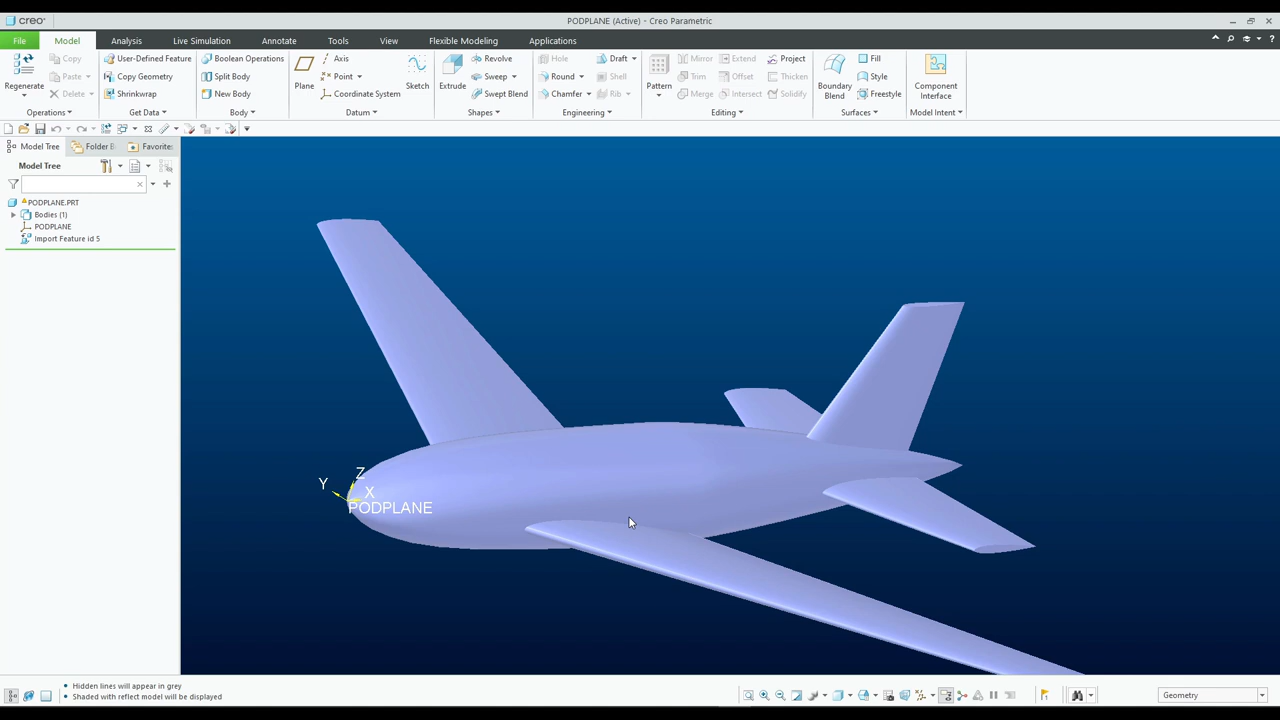 creo
PODPLANE (Active) - Creo Parametric
File Model Analysis Live Simulation Annotate Tools View Flexible Modeling Applications
Regenerate
Copy
Paste
Delete
Operations
User-Defined Feature
Copy Geometry
Shrinkwrap
Get Data
Boolean Operations
Split Body
New Body
Body
Plane
Axis
Point
Coordinate System
Sketch
Datum
Extrude
Revolve
Sweep
Swept Blend
Shapes
Hole
Round
Chamfer
Draft
Shell
Rib
Engineering
Pattern
Mirror
Trim
Merge
Extend
Offset
Intersect
Project
Thicken
Solidify
Editing
Boundary
Blend
Fill
Style
Freestyle
Surfaces
Component
Interface
Model Intent
Model Tree Folder B Favorite
Model Tree
PODPLANE.PRT
Bodies (1)
PODPLANE
Import Feature id 5
Z
Y
X
PODPLANE
Hidden lines will appear in grey
Shaded with reflect model will be displayed
Geometry